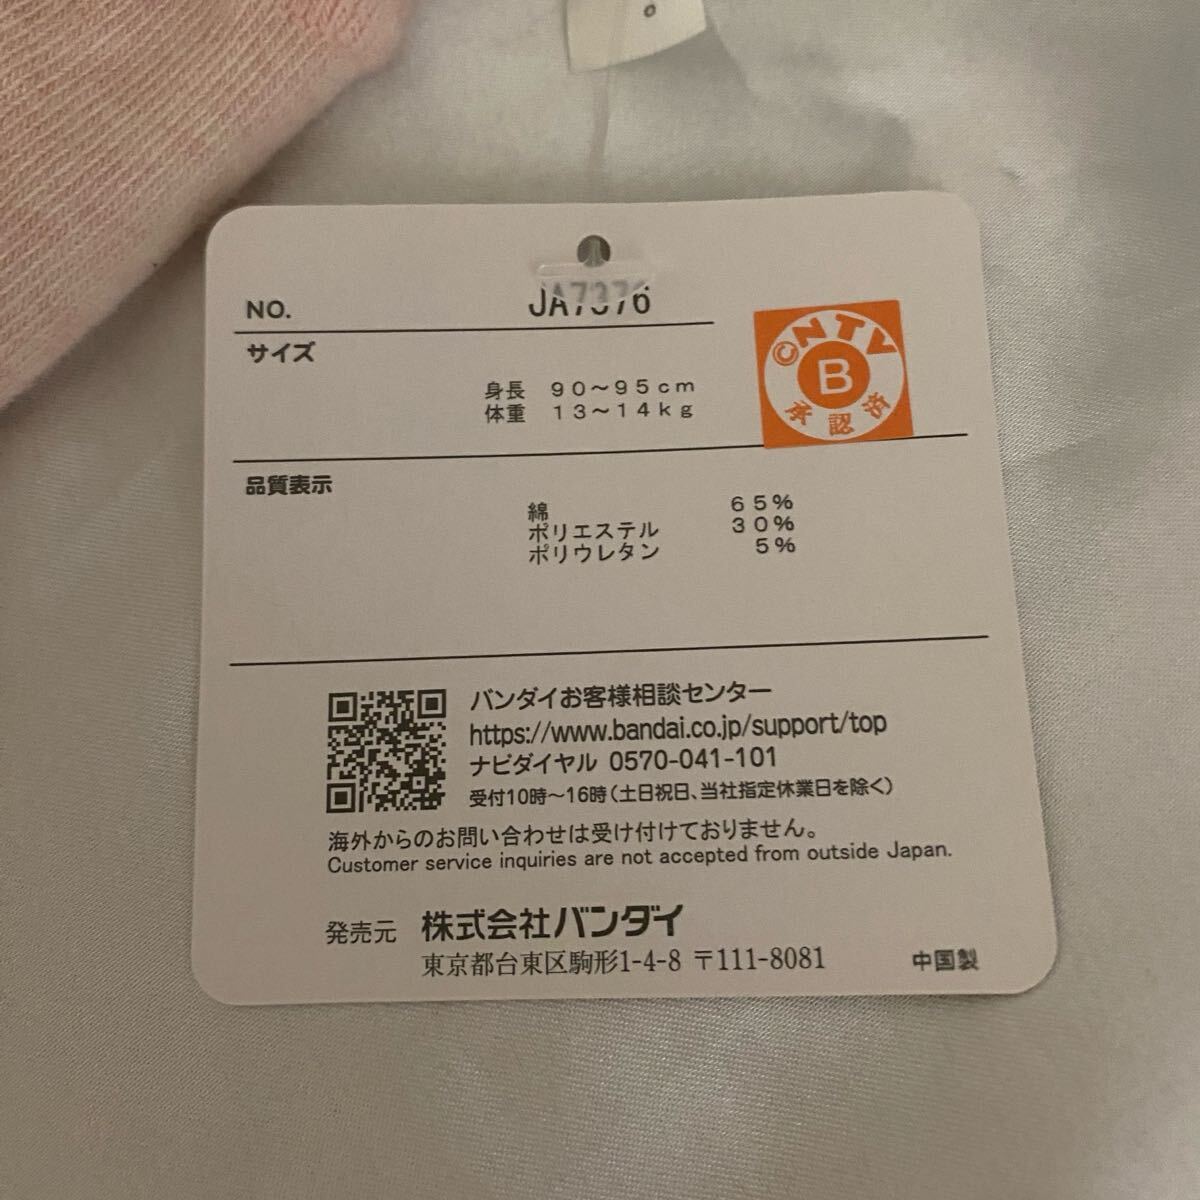 NO. JA7376
サイズ
身長 90～95cm
体重 13～14kg
©NTV
B
承認済
品質表示
綿 65%
ポリエステル 30%
ポリウレタン 5%
バンダイお客様相談センター
https://www.bandai.co.jp/support/top
ナビダイヤル 0570-041-101
受付10時～16時（土日祝日、当社指定休業日を除く）
海外からのお問い合わせは受け付けておりません。
Customer service inquiries are not accepted from outside Japan.
発売元 株式会社バンダイ
東京都台東区駒形1-4-8 〒111-8081 中国製